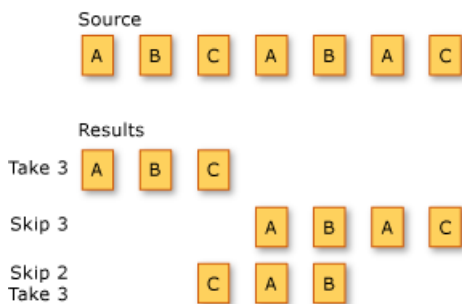 Source
A B C A B A C
Results
Take 3 A B C
Skip 3 A B A C
Skip 2
Take 3 C A B